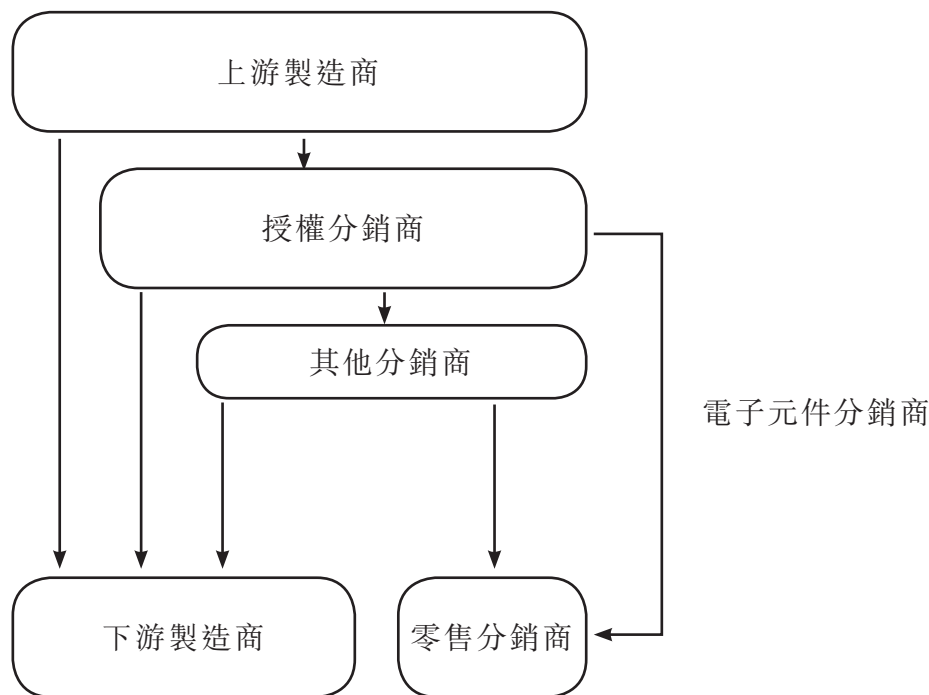 上游製造商
授權分銷商
其他分銷商
電子元件分銷商
下游製造商
零售分銷商